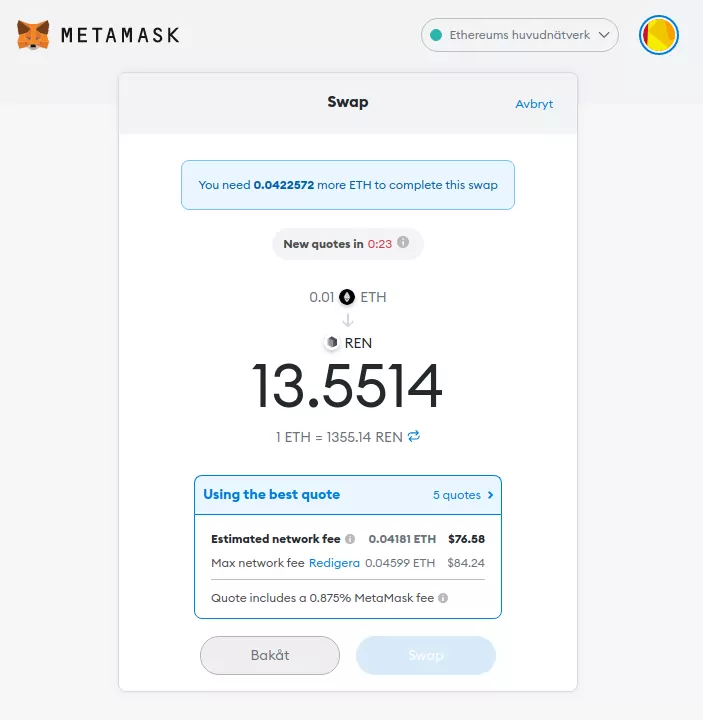 METAMASK
Ethereums huvudnätverk
Swap
Avbryt
You need 0.0422572 more ETH to complete this swap
New quotes in 0:23
0.01 ETH
REN
13.5514
1 ETH = 1355.14 REN
Using the best quote 5 quotes
Estimated network fee 0.04181 ETH $76.58
Max network fee Redigera 0.04599 ETH $84.24
Quote includes a 0.875% MetaMask fee
Bakåt
Swap